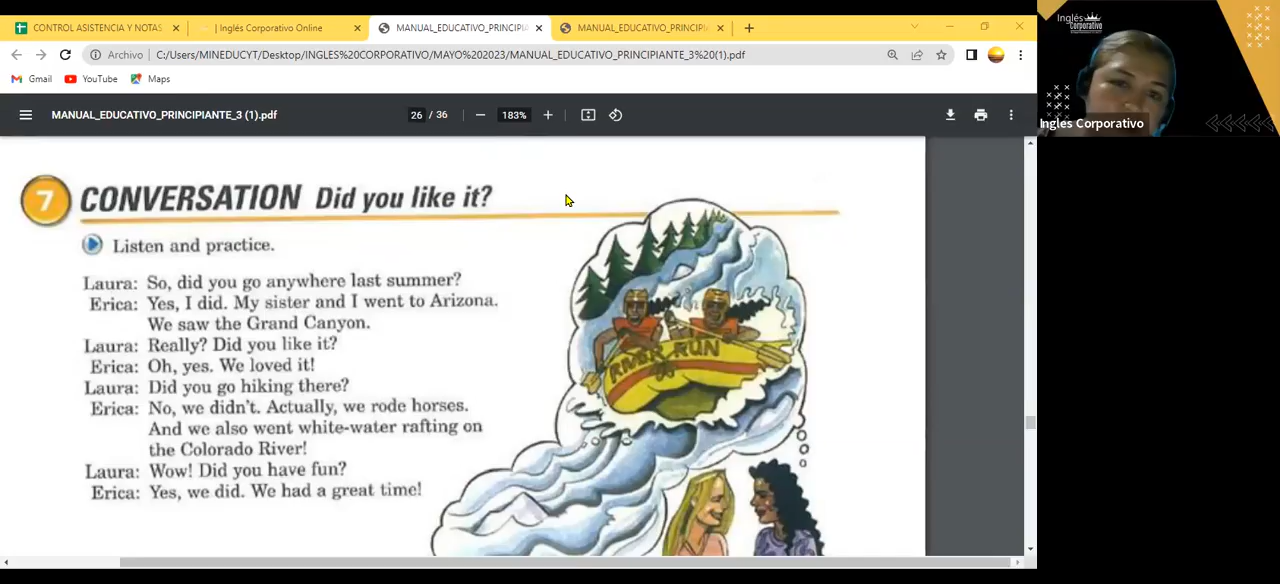 CONTROL ASISTENCIA Y NOTAS
| Inglés Corporativo Online
MANUAL_EDUCATIVO_PRINCIPIA
MANUAL_EDUCATIVO_PRINCIPI
Archivo
C:/Users/MINEDUCYT/Desktop/INGLES%20CORPORATIVO/MAYO%202023/MANUAL_EDUCATIVO_PRINCIPIANTE_3%20(1).pdf
Gmail
YouTube
Maps
MANUAL_EDUCATIVO_PRINCIPIANTE_3 (1).pdf
26 / 36
183%
7 CONVERSATION Did you like it?
Listen and practice.
Laura: So, did you go anywhere last summer?
Erica: Yes, I did. My sister and I went to Arizona.
We saw the Grand Canyon.
Laura: Really? Did you like it?
Erica: Oh, yes. We loved it!
Laura: Did you go hiking there?
Erica: No, we didn't. Actually, we rode horses.
And we also went white-water rafting on
the Colorado River!
Laura: Wow! Did you have fun?
Erica: Yes, we did. We had a great time!
RIVER RUN
Inglés
Corporativo
Ingles Corporativo